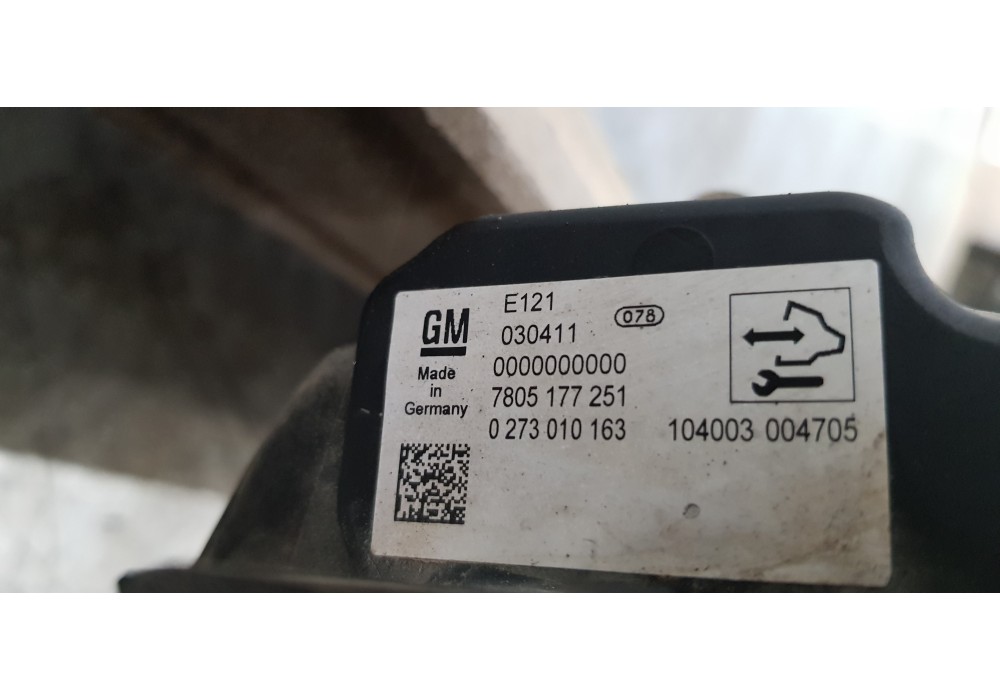 GM
Made
in
Germany
E121
030411
078
0000000000
7805 177 251
0 273 010 163
104003 004705